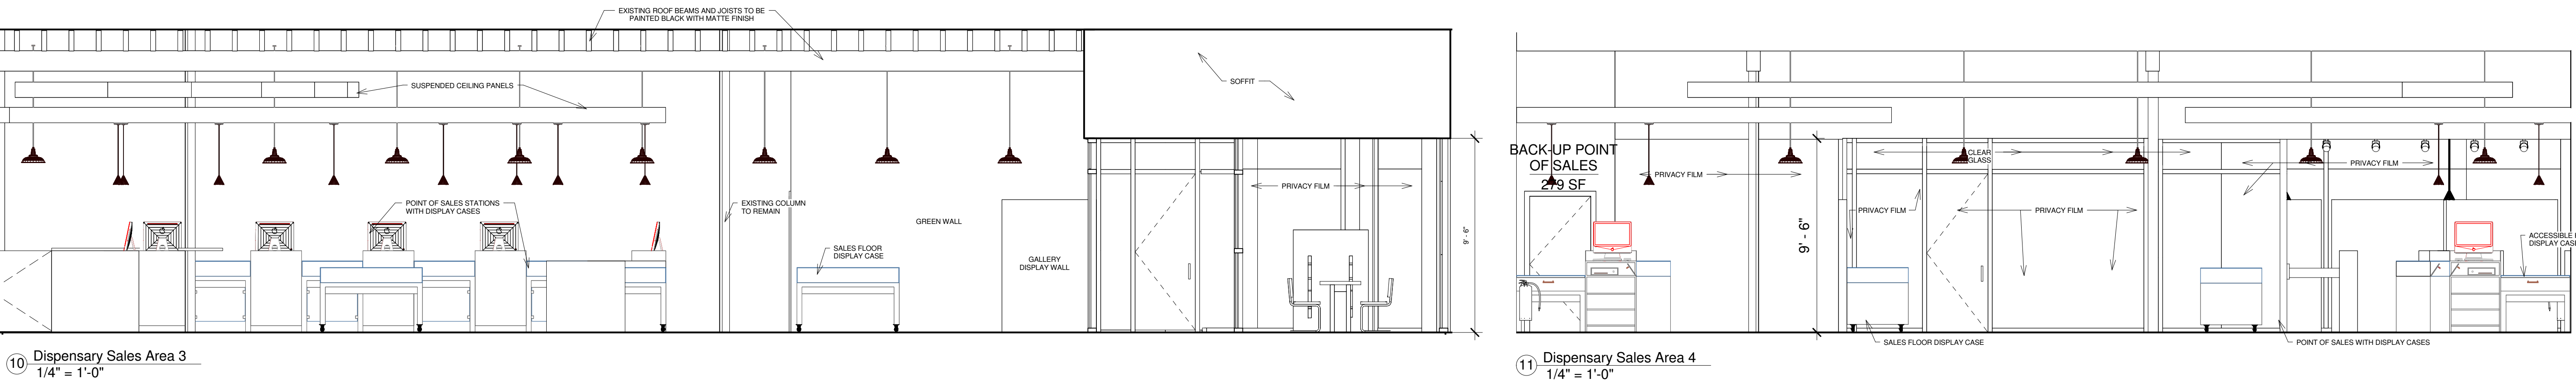 EXISTING ROOF BEAMS AND JOISTS TO BE
PAINTED BLACK WITH MATTE FINISH
SUSPENDED CEILING PANELS
SOFFIT
POINT OF SALES STATIONS
WITH DISPLAY CASES
EXISTING COLUMN
TO REMAIN
GREEN WALL
SALES FLOOR
DISPLAY CASE
GALLERY
DISPLAY WALL
PRIVACY FILM
9' - 6"
10
Dispensary Sales Area 3
1/4" = 1'-0"
BACK-UP POINT
OF SALES
279 SF
PRIVACY FILM
CLEAR
GLASS
PRIVACY FILM
PRIVACY FILM
PRIVACY FILM
9' - 6"
ACCESSIBLE
DISPLAY CASE
SALES FLOOR DISPLAY CASE
POINT OF SALES WITH DISPLAY CASES
11
Dispensary Sales Area 4
1/4" = 1'-0"